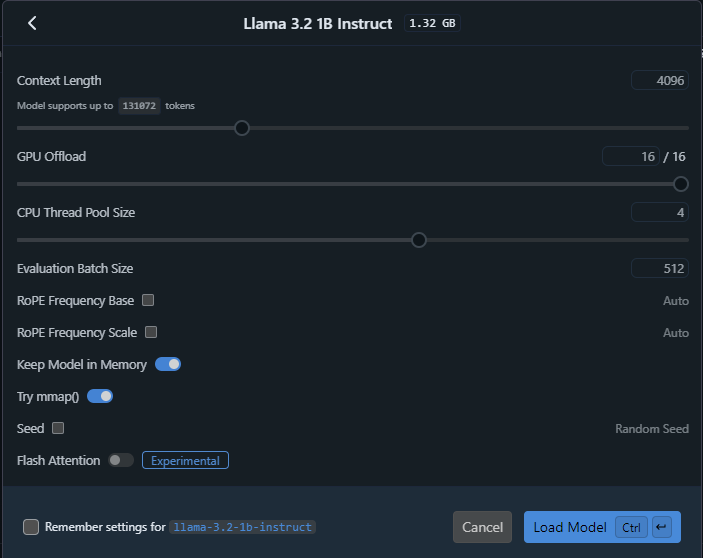 Llama 3.2 1B Instruct 1.32 GB
Context Length 4096
Model supports up to 131072 tokens
GPU Offload 16 / 16
CPU Thread Pool Size 4
Evaluation Batch Size 512
RoPE Frequency Base Auto
RoPE Frequency Scale Auto
Keep Model in Memory
Try mmap()
Seed Random Seed
Flash Attention Experimental
Remember settings for llama-3.2-1b-instruct Cancel Load Model Ctrl ↵